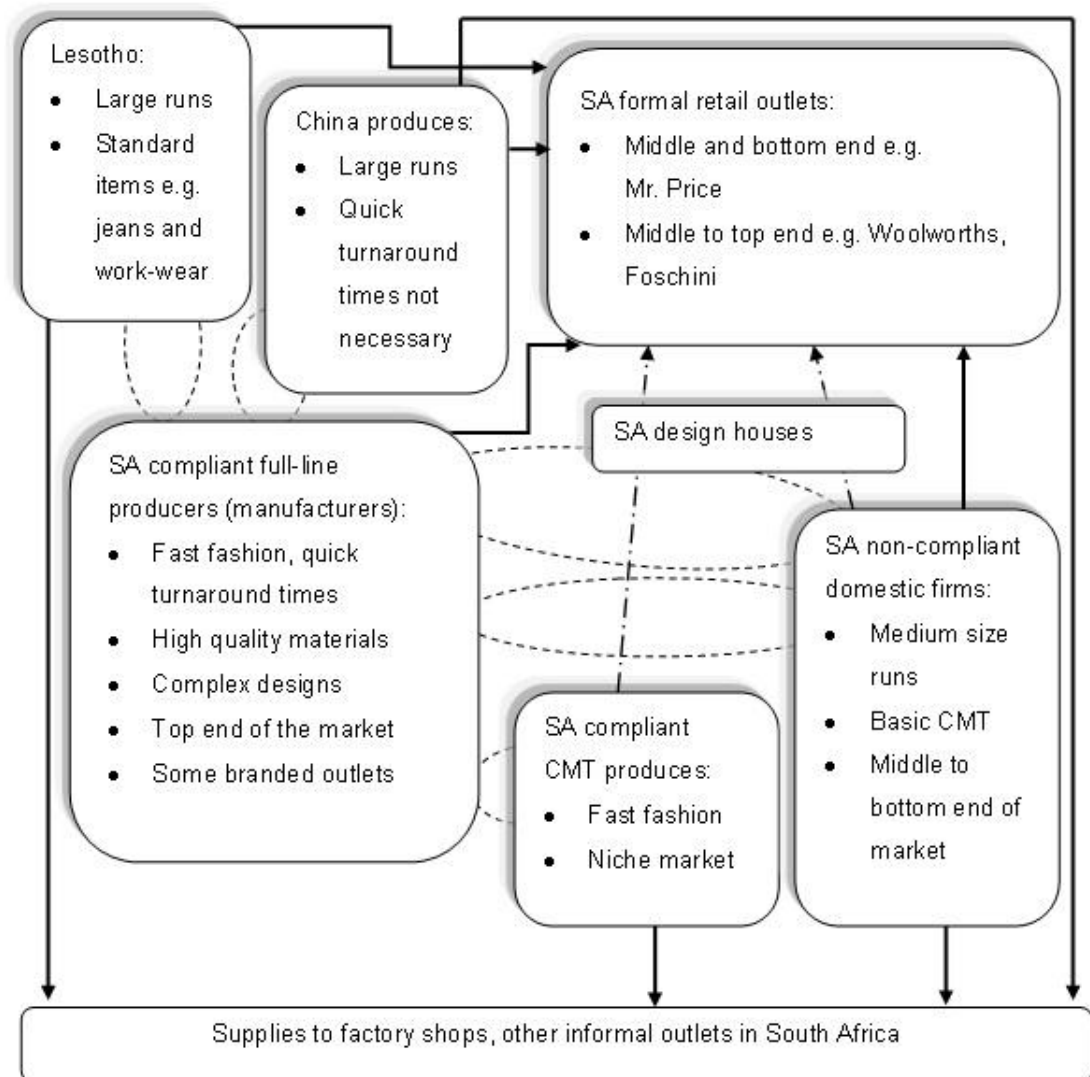 Lesotho:
• Large runs
• Standard
items e.g.
jeans and
work-wear
China produces:
• Large runs
• Quick
turnaround
times not
necessary
SA formal retail outlets:
• Middle and bottom end e.g.
Mr. Price
• Middle to top end e.g. Woolworths,
Foschini
SA design houses
SA compliant full-line
producers (manufacturers):
• Fast fashion, quick
turnaround times
• High quality materials
• Complex designs
• Top end of the market
• Some branded outlets
SA compliant
CMT produces:
• Fast fashion
• Niche market
SA non-compliant
domestic firms:
• Medium size
runs
• Basic CMT
• Middle to
bottom end of
market
Supplies to factory shops, other informal outlets in South Africa